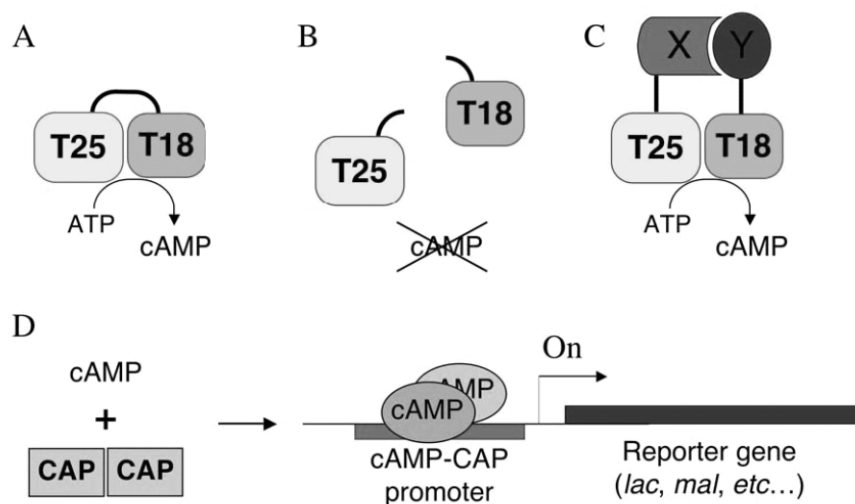 A
T25 T18
ATP
cAMP
B
T18
T25
cAMP
C
X Y
T25 T18
ATP
cAMP
D
cAMP
+
CAP CAP
AMP
cAMP
cAMP-CAP
promoter
On
Reporter gene
(lac, mal, etc...)